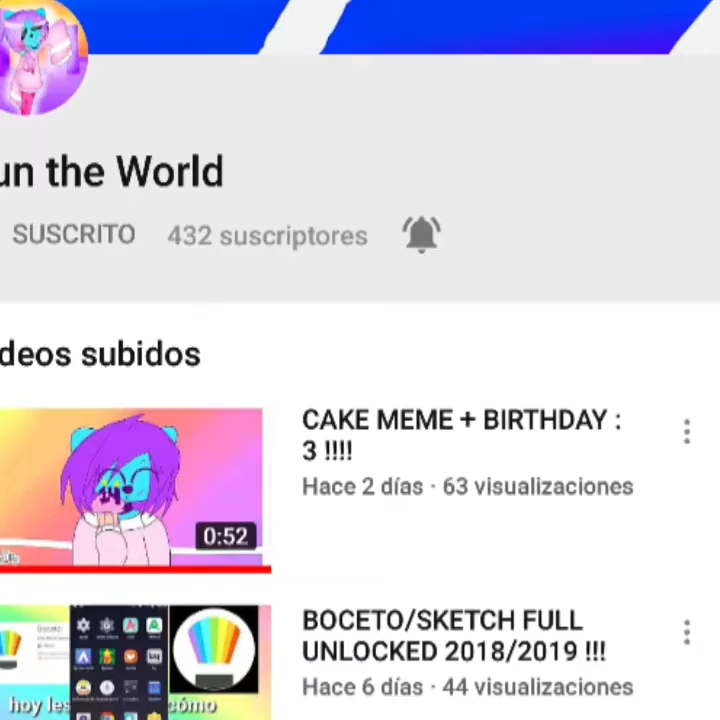 un the World
SUSCRITO 432 suscriptores
deos subidos
CAKE MEME + BIRTHDAY :
3 !!!!
Hace 2 días · 63 visualizaciones
0:52
BOCETO/SKETCH FULL
UNLOCKED 2018/2019 !!!
Hace 6 días · 44 visualizaciones
hoy les cómo